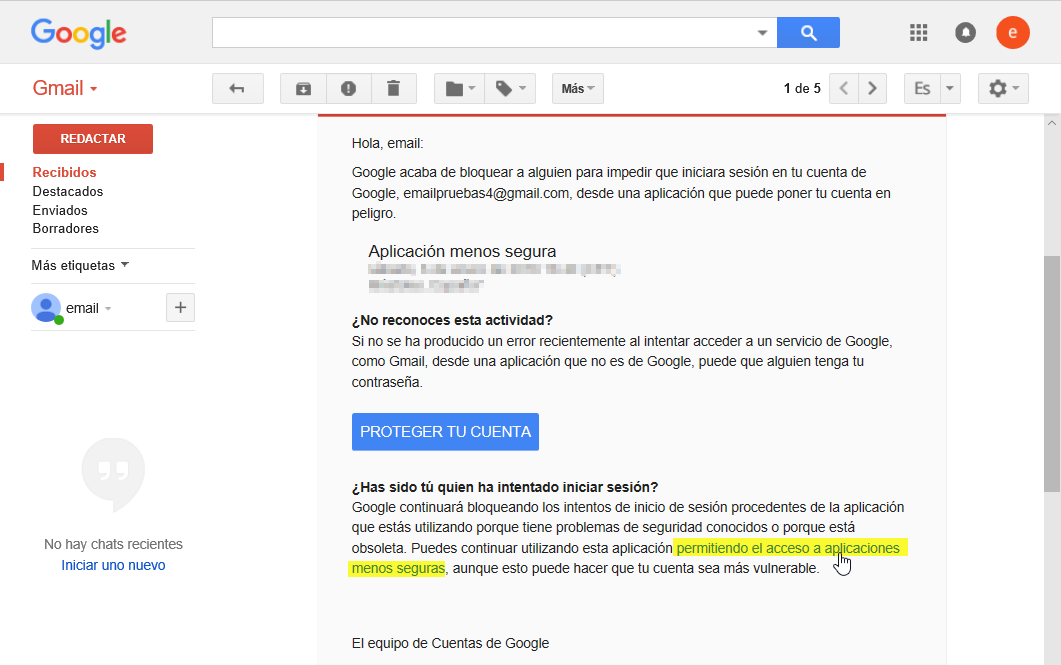 Google
e
Gmail
Más
1 de 5
Es
REDACTAR
Recibidos
Destacados
Enviados
Borradores
Más etiquetas
email
+
No hay chats recientes
Iniciar uno nuevo
Hola, email:
Google acaba de bloquear a alguien para impedir que iniciara sesión en tu cuenta de
Google, emailpruebas4@gmail.com, desde una aplicación que puede poner tu cuenta en
peligro.
Aplicación menos segura
¿No reconoces esta actividad?
Si no se ha producido un error recientemente al intentar acceder a un servicio de Google,
como Gmail, desde una aplicación que no es de Google, puede que alguien tenga tu
contraseña.
PROTEGER TU CUENTA
¿Has sido tú quien ha intentado iniciar sesión?
Google continuará bloqueando los intentos de inicio de sesión procedentes de la aplicación
que estás utilizando porque tiene problemas de seguridad conocidos o porque está
obsoleta. Puedes continuar utilizando esta aplicación permitiendo el acceso a aplicaciones
menos seguras, aunque esto puede hacer que tu cuenta sea más vulnerable.
El equipo de Cuentas de Google